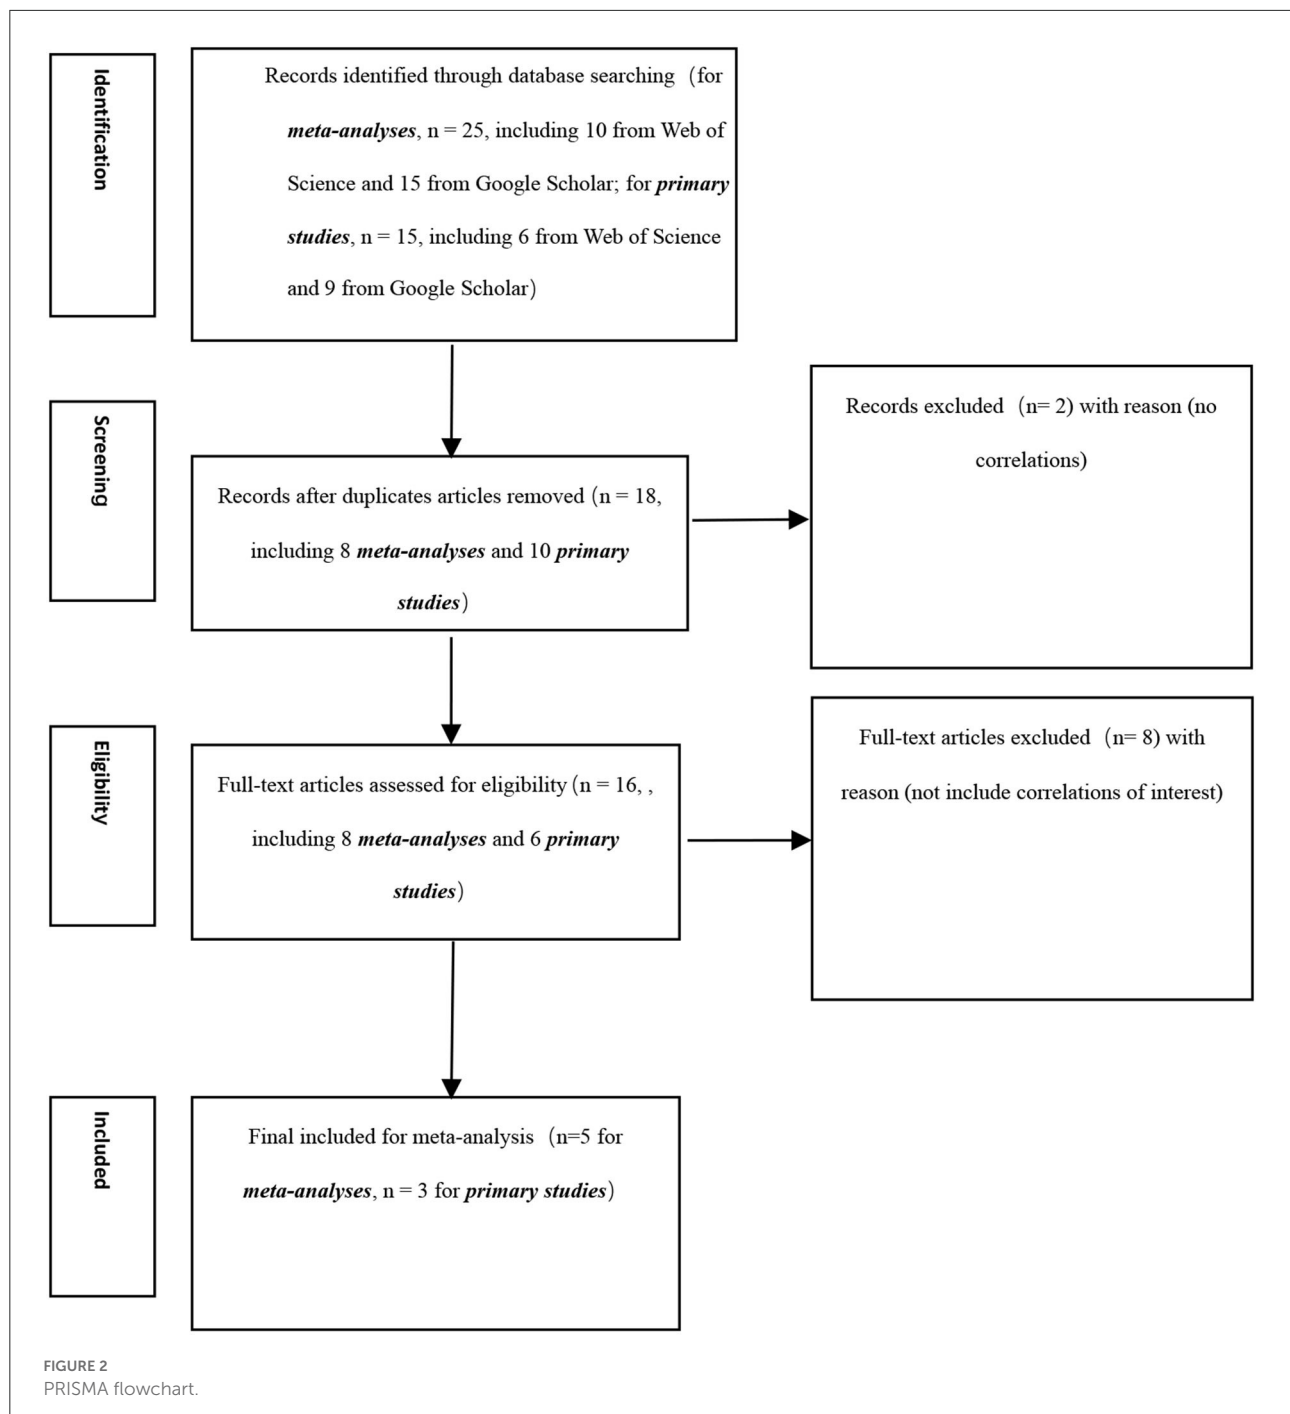 Identification
Records identified through database searching (for
meta-analyses, n = 25, including 10 from Web of
Science and 15 from Google Scholar; for primary
studies, n = 15, including 6 from Web of Science
and 9 from Google Scholar)
Screening
Records excluded (n= 2) with reason (no
correlations)
Records after duplicates articles removed (n = 18,
including 8 meta-analyses and 10 primary
studies)
Eligibility
Full-text articles excluded (n= 8) with
reason (not include correlations of interest)
Full-text articles assessed for eligibility (n = 16, ,
including 8 meta-analyses and 6 primary
studies)
Included
Final included for meta-analysis (n=5 for
meta-analyses, n = 3 for primary studies)
FIGURE 2
PRISMA flowchart.